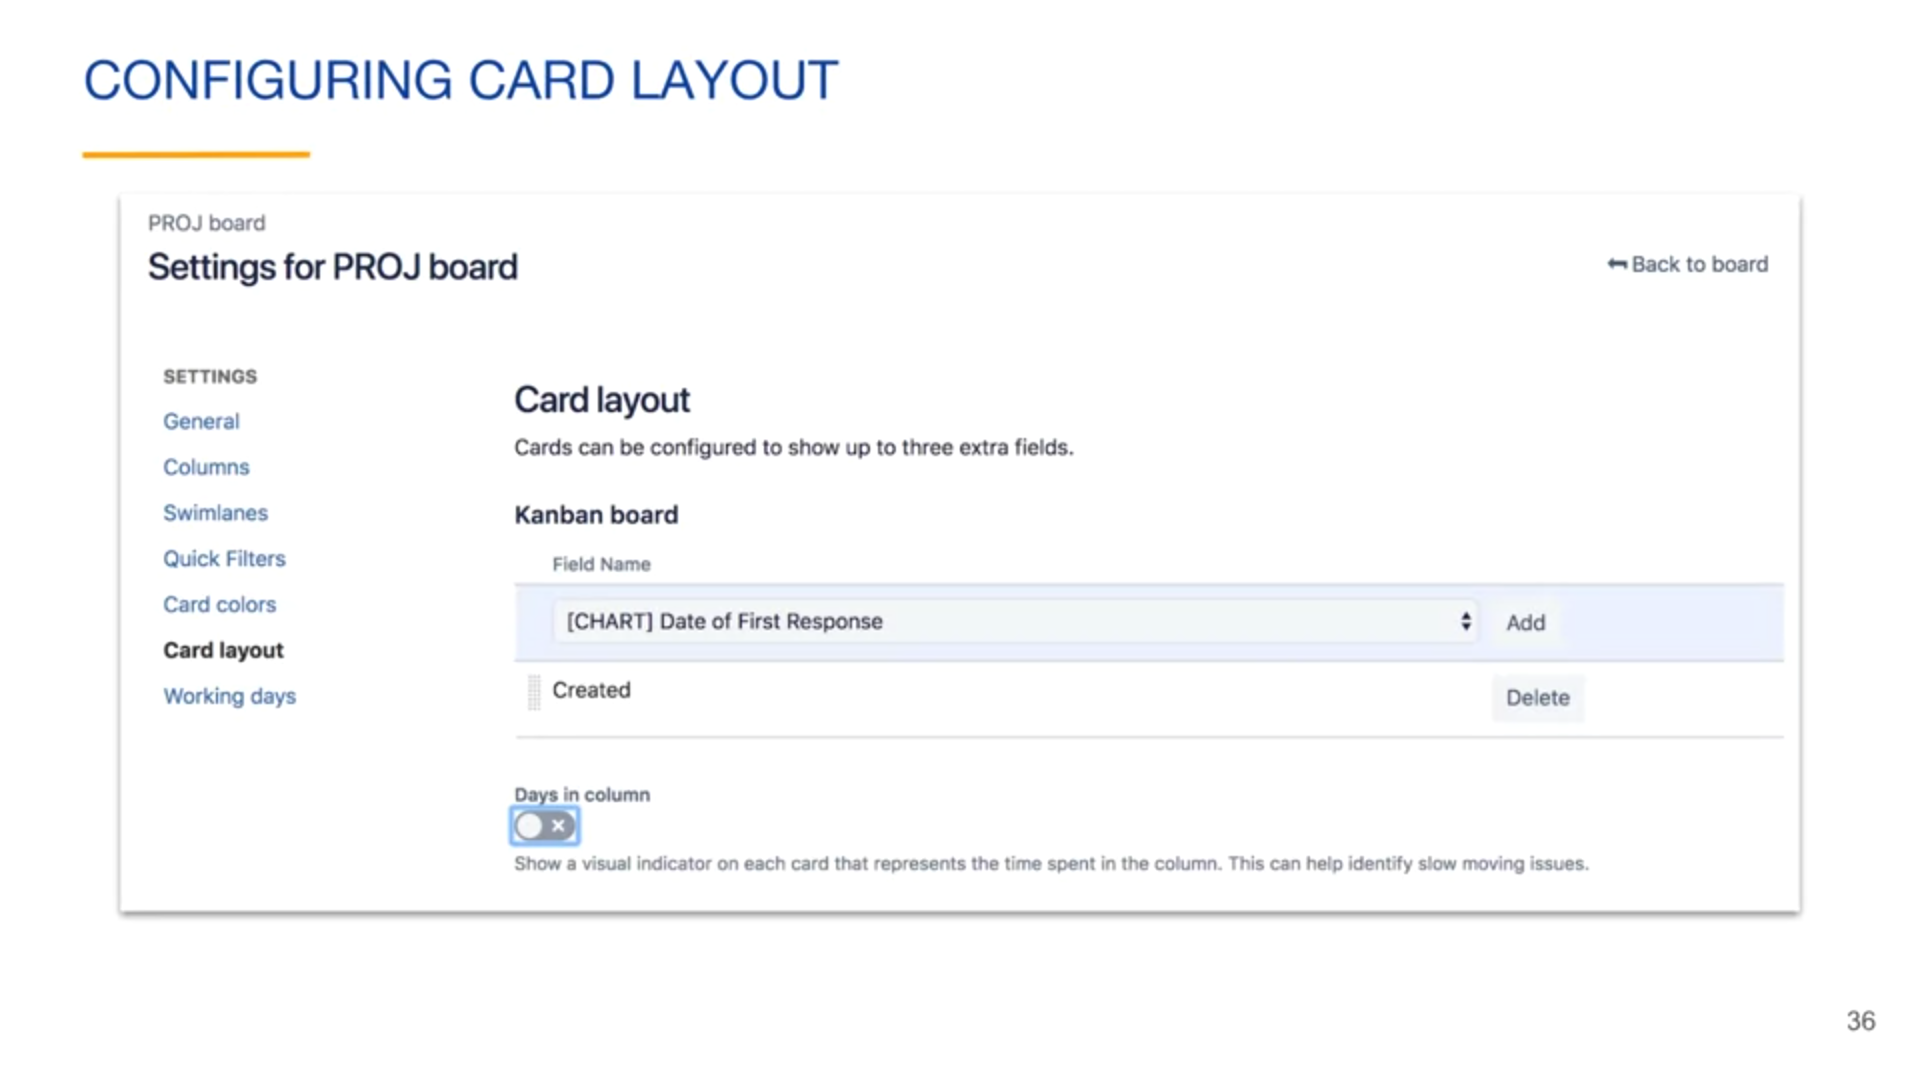 CONFIGURING CARD LAYOUT
PROJ board
Settings for PROJ board
Back to board
SETTINGS
General
Columns
Swimlanes
Quick Filters
Card colors
Card layout
Working days
Card layout
Cards can be configured to show up to three extra fields.
Kanban board
Field Name
[CHART] Date of First Response
Add
Created
Delete
Days in column
Show a visual indicator on each card that represents the time spent in the column. This can help identify slow moving issues.
36